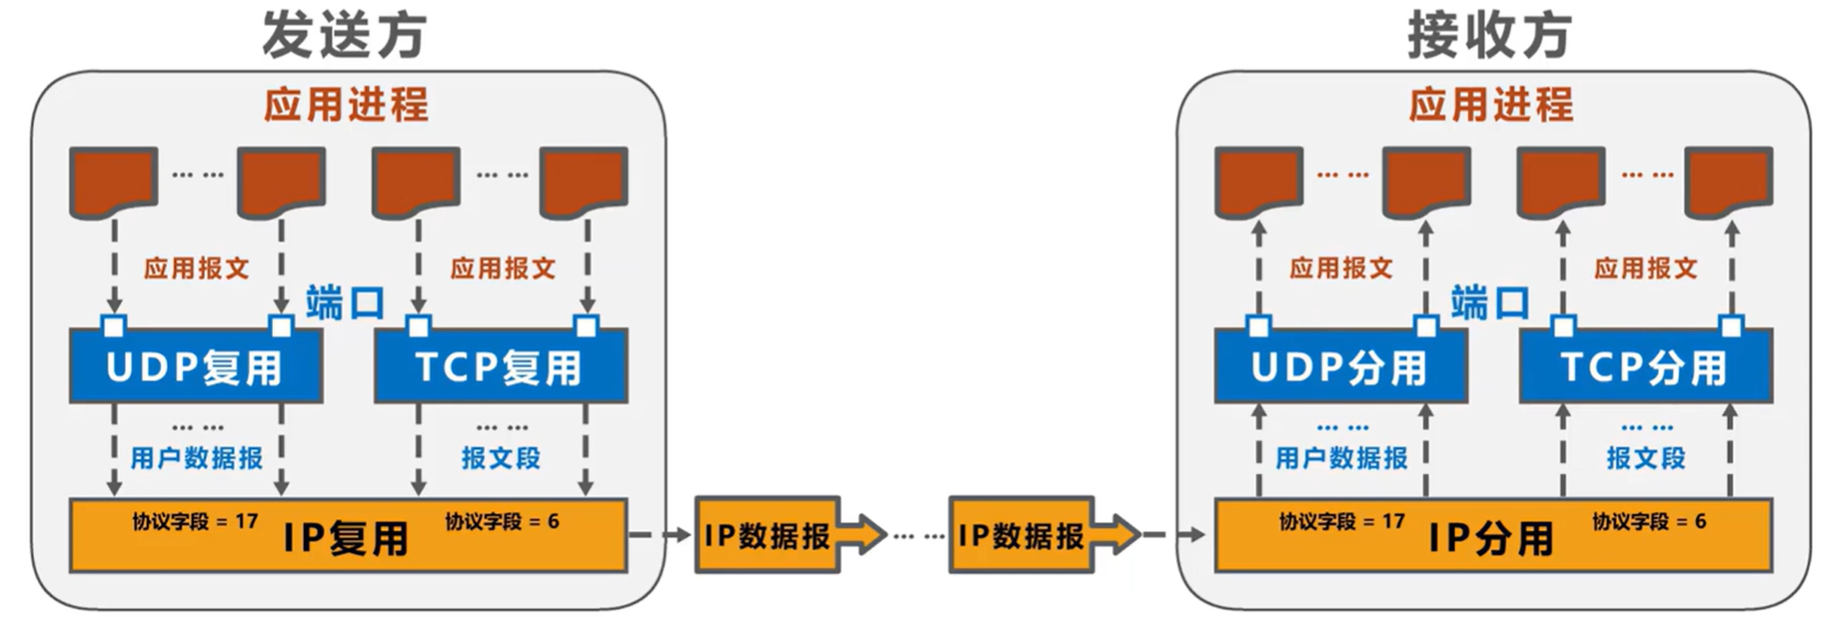 发送方
应用进程
…… ……
应用报文 应用报文
端口
UDP复用 TCP复用
…… ……
用户数据报 报文段
协议字段 = 17 IP复用 协议字段 = 6
IP数据报 …… IP数据报
接收方
应用进程
…… ……
应用报文 应用报文
端口
UDP分用 TCP分用
…… ……
用户数据报 报文段
协议字段 = 17 IP分用 协议字段 = 6